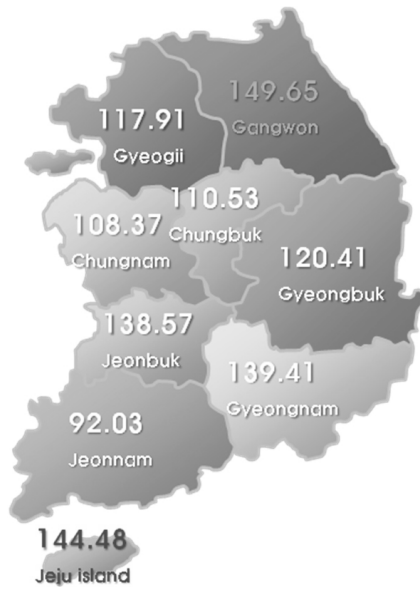 149.65
Gangwon
117.91
Gyeogii
110.53
Chungbuk
108.37
Chungnam
120.41
Gyeongbuk
138.57
Jeonbuk
139.41
Gyeongnam
92.03
Jeonnam
144.48
Jeju island